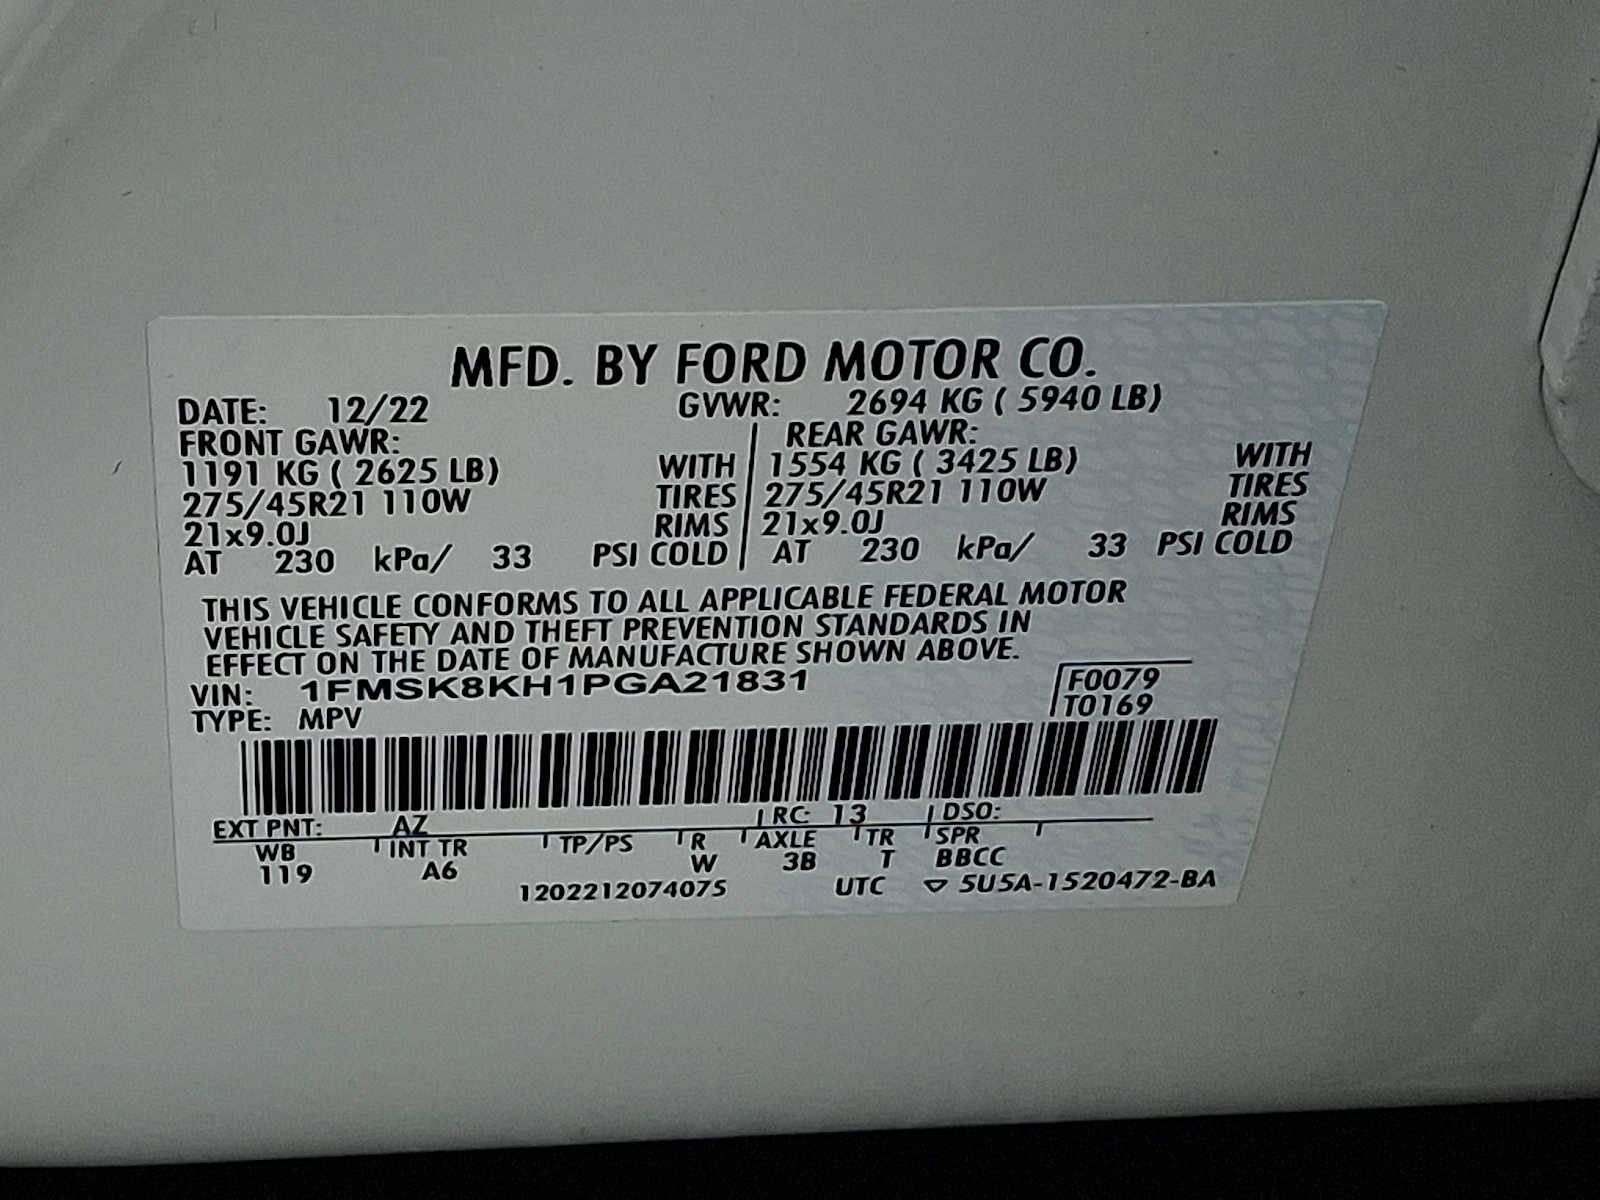 MFD. BY FORD MOTOR CO.
DATE: 12/22 GVWR: 2694 KG ( 5940 LB)
FRONT GAWR: REAR GAWR:
1191 KG ( 2625 LB) WITH 1554 KG ( 3425 LB) WITH
275/45R21 110W TIRES 275/45R21 110W TIRES
21x9.0J RIMS 21x9.0J RIMS
AT 230 kPa/ 33 PSI COLD AT 230 kPa/ 33 PSI COLD
THIS VEHICLE CONFORMS TO ALL APPLICABLE FEDERAL MOTOR
VEHICLE SAFETY AND THEFT PREVENTION STANDARDS IN
EFFECT ON THE DATE OF MANUFACTURE SHOWN ABOVE.
VIN: 1FMSK8KH1PGA21831 F0079
TYPE: MPV T0169
EXT PNT: AZ RC: 13 DSO:
WB INT TR TP/PS R AXLE TR SPR
119 A6 W 3B T BBCC
1202212074075 UTC ▽ 5U5A-1520472-BA